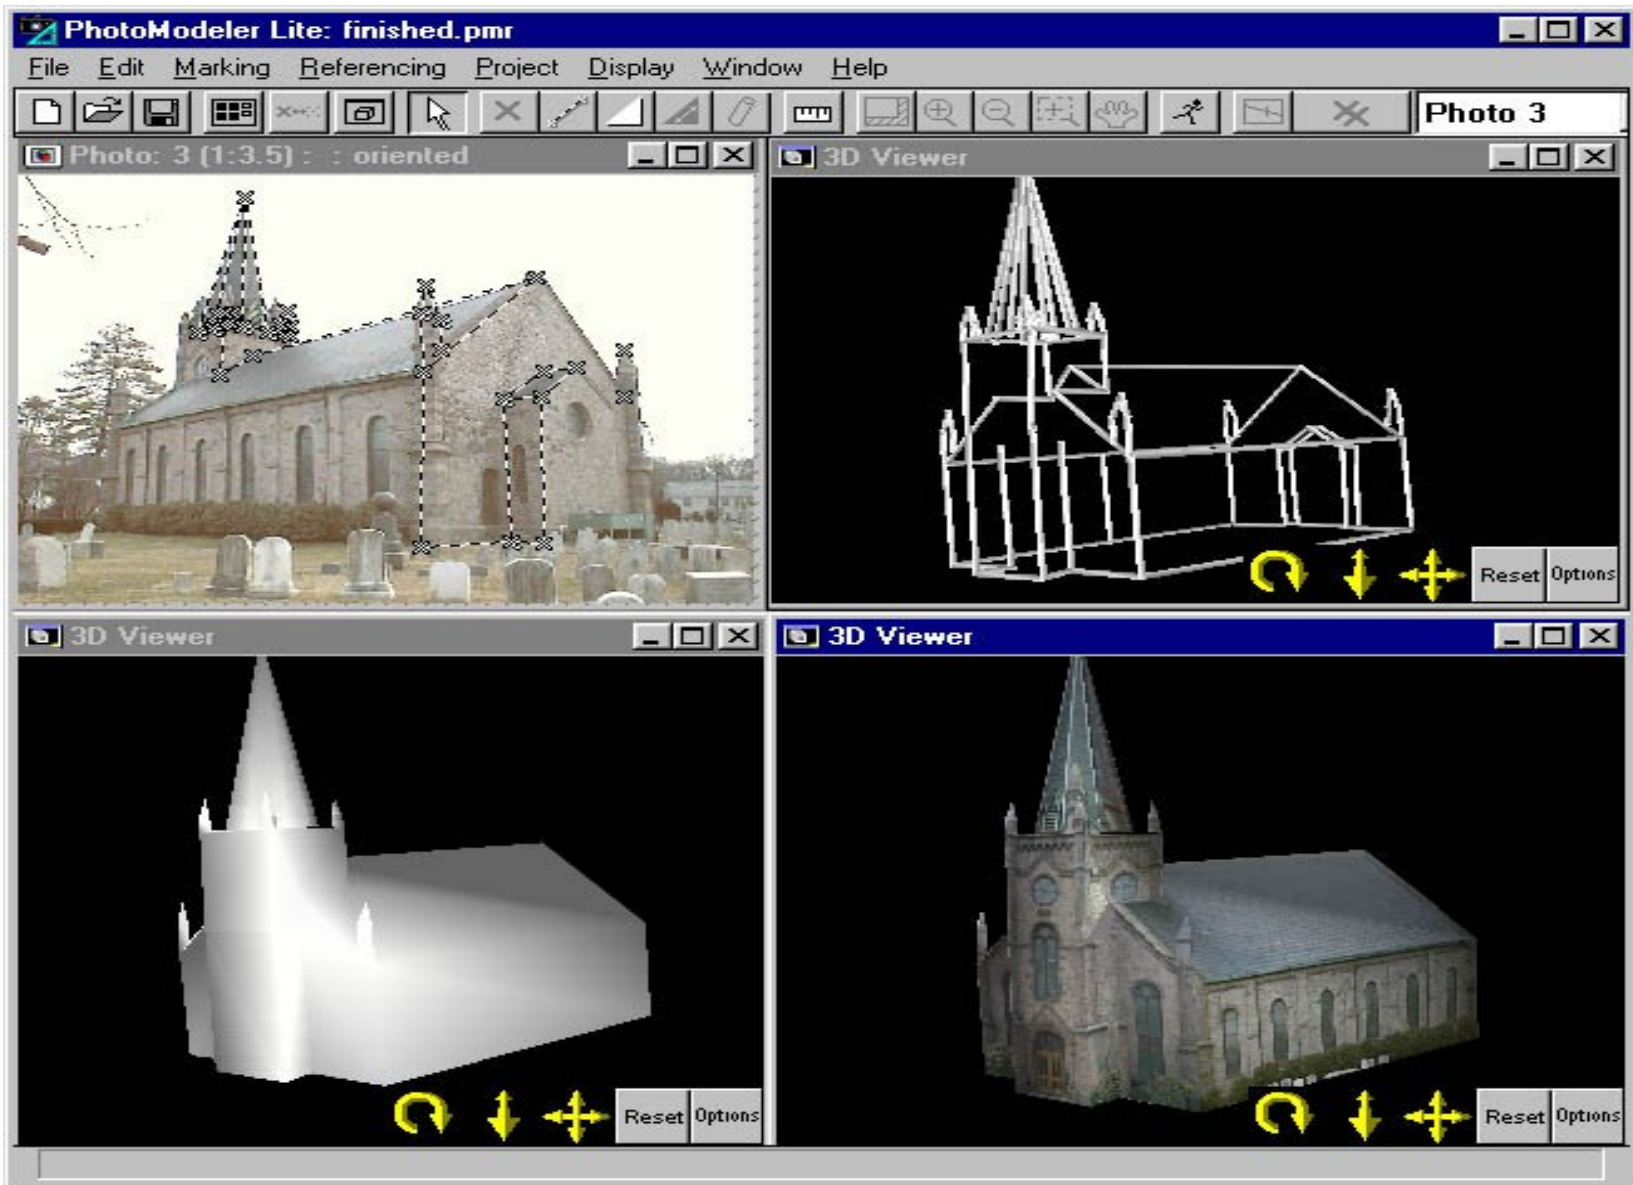 PhotoModeler Lite: finished.pmr
File Edit Marking Referencing Project Display Window Help
Photo 3
Photo: 3 (1:3.5) : : oriented
3D Viewer
Reset Options
3D Viewer
3D Viewer
Reset Options
Reset Options